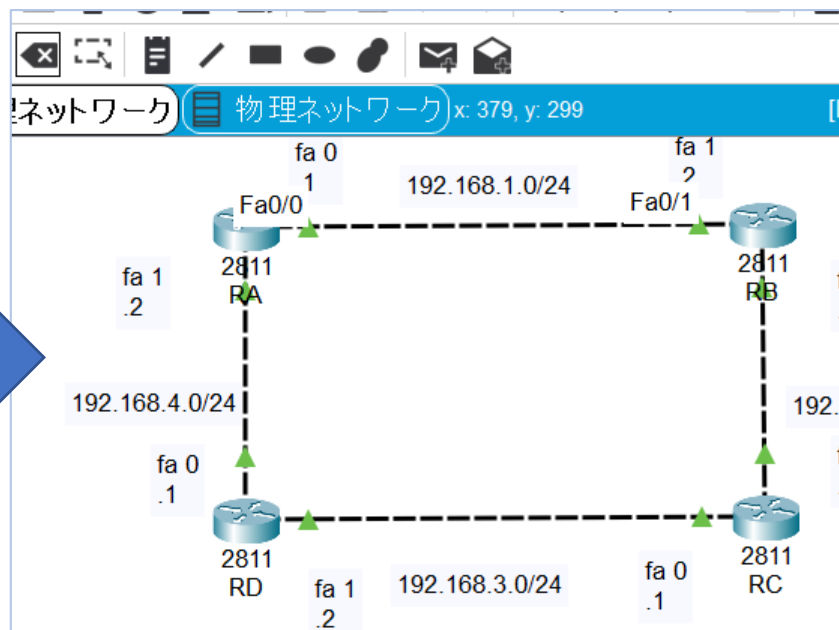 理ネットワーク
物理ネットワーク x: 379, y: 299
fa 0
1
192.168.1.0/24
fa 1
2
Fa0/0
Fa0/1
2811
RA
2811
RB
fa 1
.2
192.168.4.0/24
192.
fa 0
.1
2811
RD
fa 1
.2
192.168.3.0/24
fa 0
.1
2811
RC